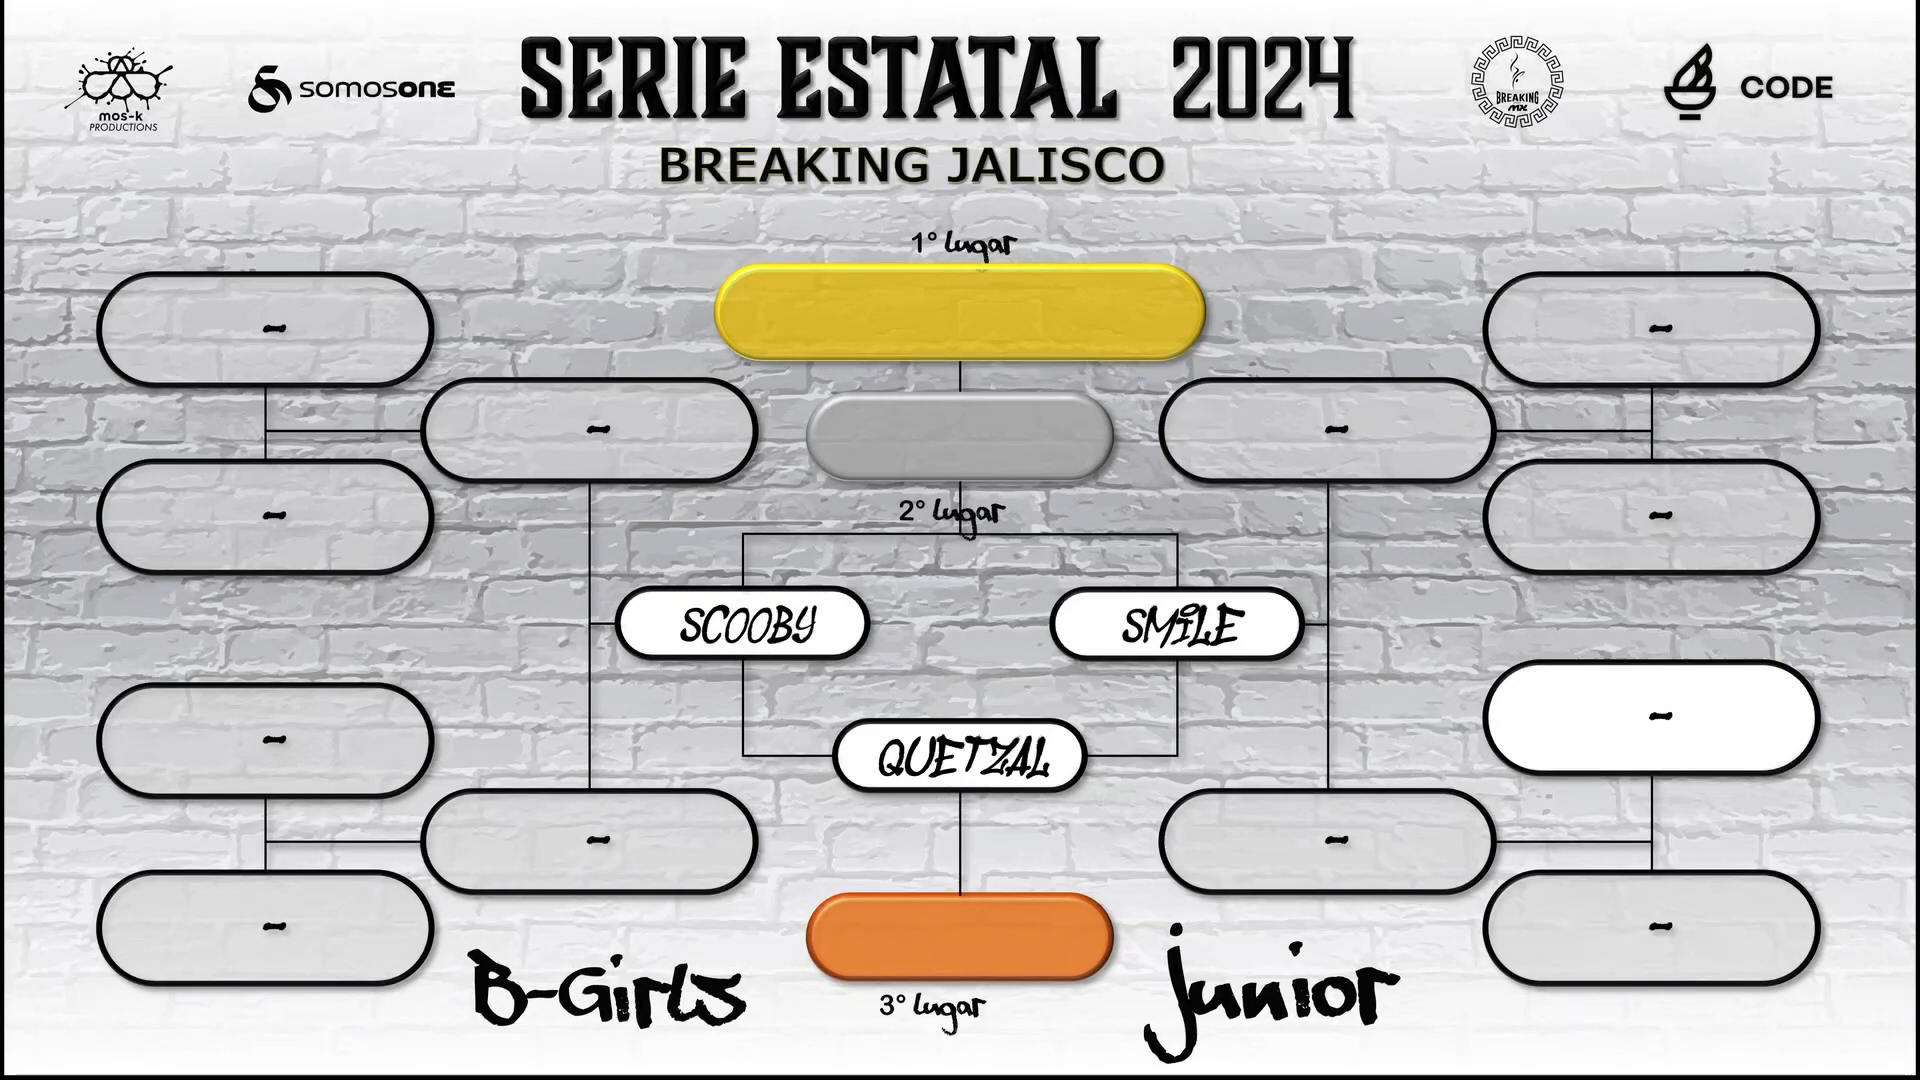 SERIE ESTATAL 2024
BREAKING JALISCO
mos-k
PRODUCTIONS
somosone
BREAKING
MX
CODE
1° lugar
-
-
-
-
-
-
2° lugar
SCOOBY
SMiLE
QUETZAL
-
-
-
-
-
-
3° lugar
B-Girls
junior